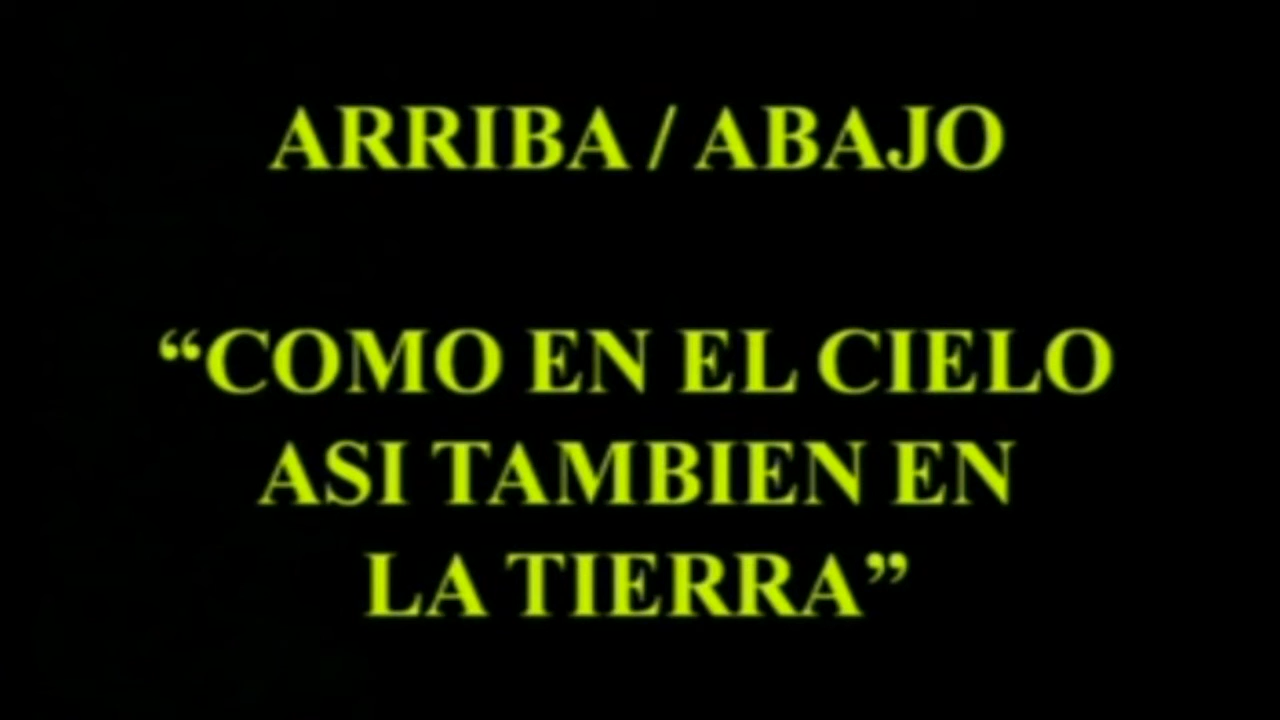 ARRIBA / ABAJO
“COMO EN EL CIELO
ASI TAMBIEN EN
LA TIERRA”